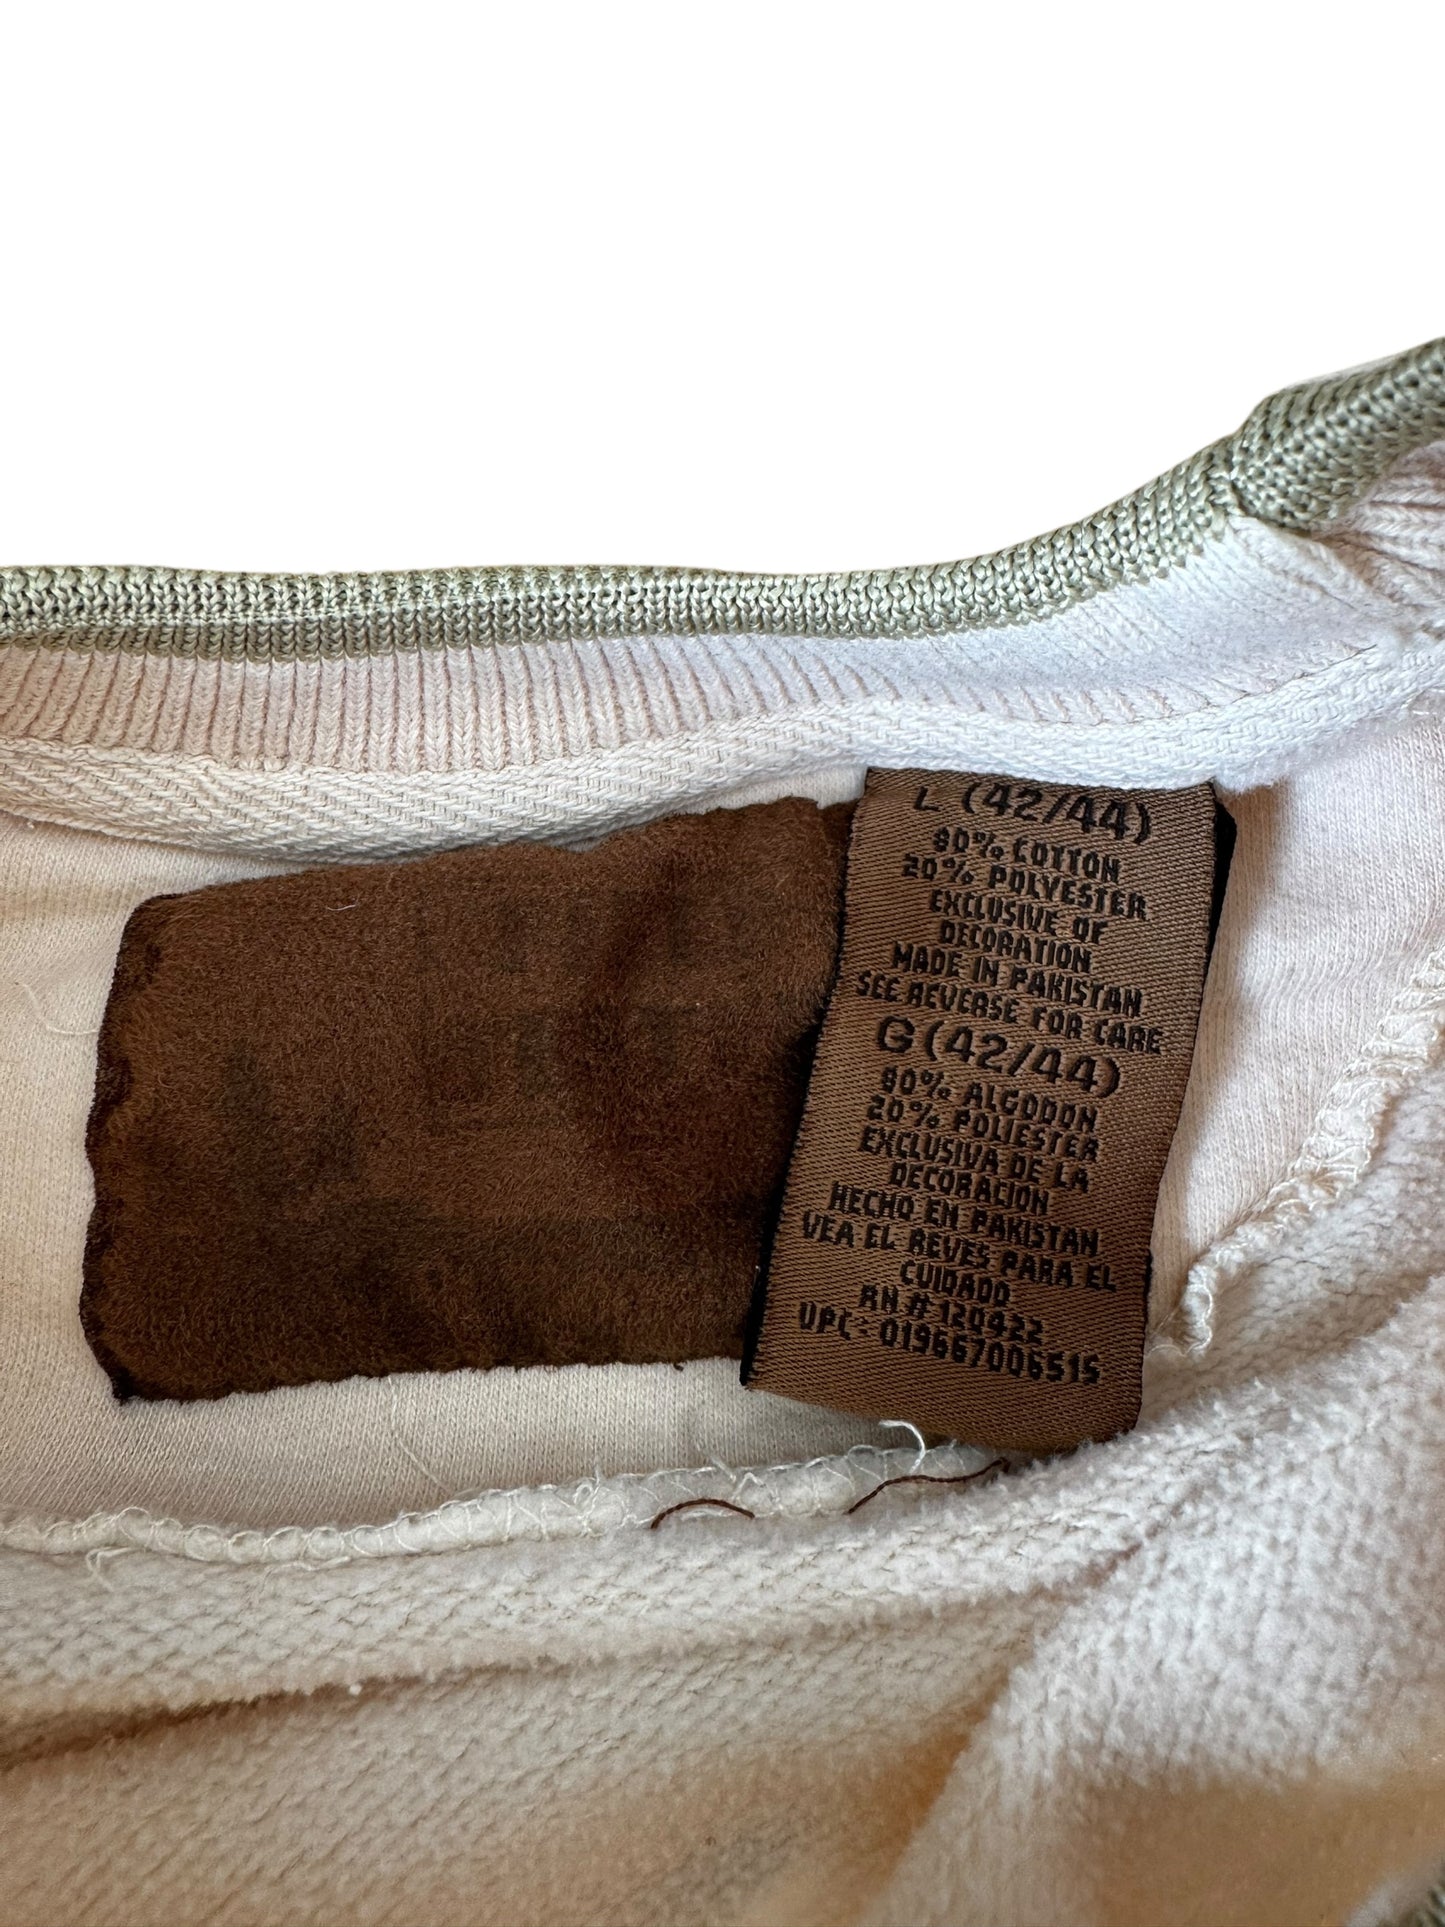 L (42/44)
80% COTTON
20% POLYESTER
EXCLUSIVE OF
DECORATION
MADE IN PAKISTAN
SEE REVERSE FOR CARE
G (42/44)
80% ALGODON
20% POLIESTER
EXCLUSIVA DE LA
DECORACION
HECHO EN PAKISTAN
VEA EL REVES PARA EL
CUIDADO
RN # 120422
UPC: 019667006515